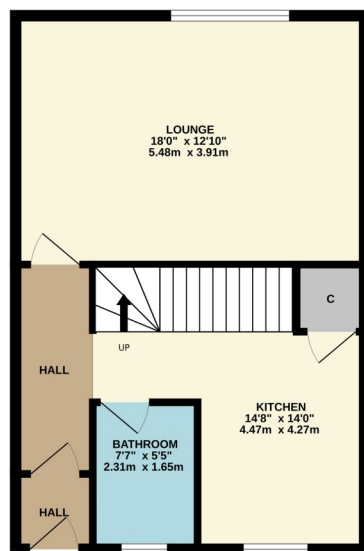 LOUNGE
18'0" x 12'10"
5.48m x 3.91m
C
UP
HALL
KITCHEN
14'8" x 14'0"
4.47m x 4.27m
BATHROOM
7'7" x 5'5"
2.31m x 1.65m
HALL